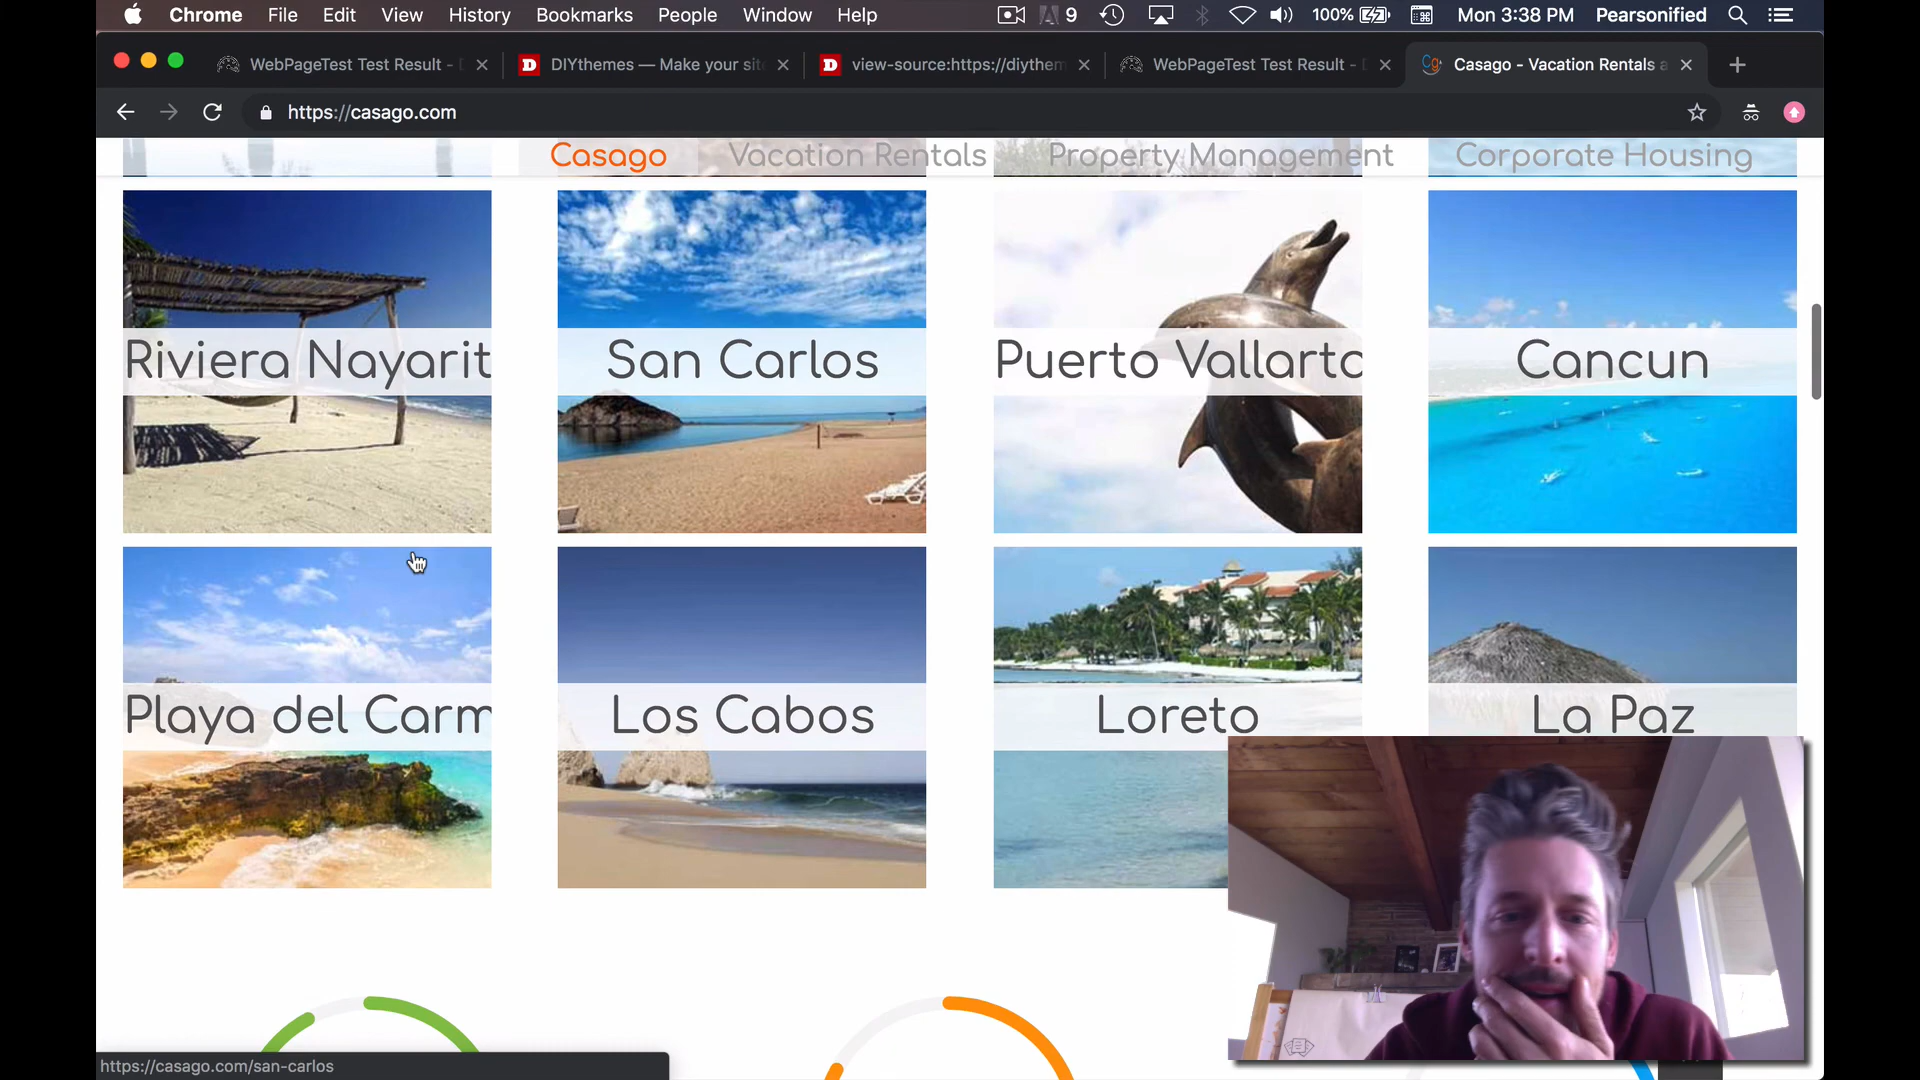 Chrome File Edit View History Bookmarks People Window Help 9 100% Mon 3:38 PM Pearsonified
WebPageTest Test Result - D DIYthemes — Make your site view-source:https://diythem WebPageTest Test Result - D Casago - Vacation Rentals a
https://casago.com
Casago Vacation Rentals Property Management Corporate Housing
Riviera Nayarit San Carlos Puerto Vallarta Cancun
Playa del Carm Los Cabos Loreto La Paz
https://casago.com/san-carlos